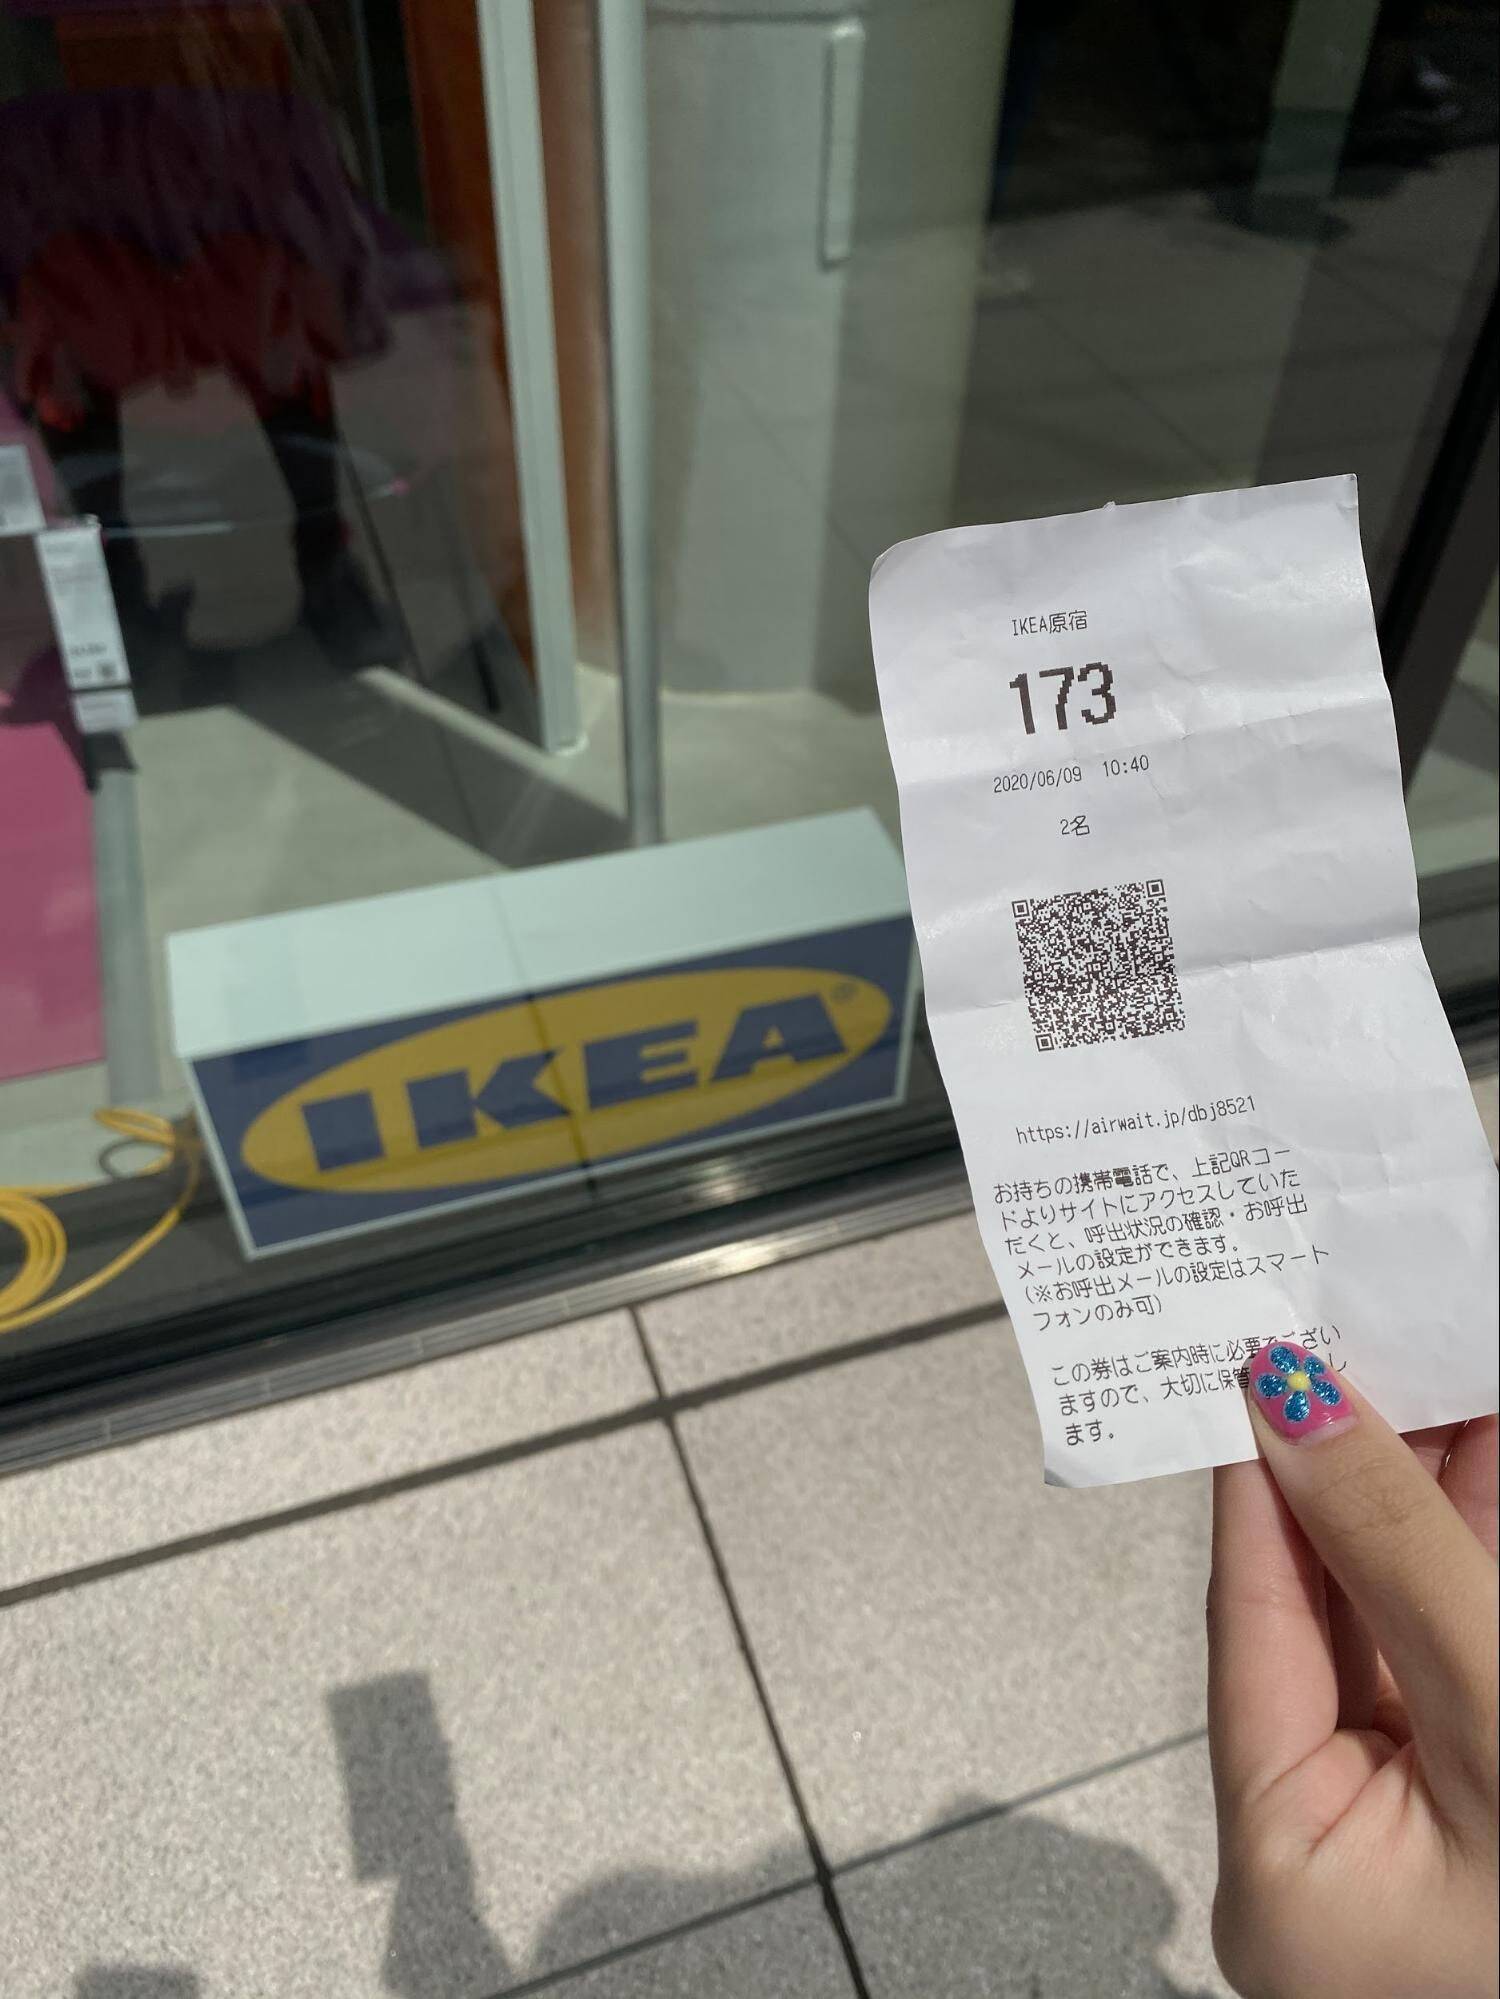 IKEA原宿
173
2020/06/09 10:40
2名
https://airwait.jp/dbj8521
お持ちの携帯電話で、上記QRコー
ドよりサイトにアクセスしていた
だくと、呼出状況の確認・お呼出
メールの設定ができます。
(※お呼出メールの設定はスマート
フォンのみ可)
この券はご案内時に必要でござい
ますので、大切に保管 し
ます。
IKEA®